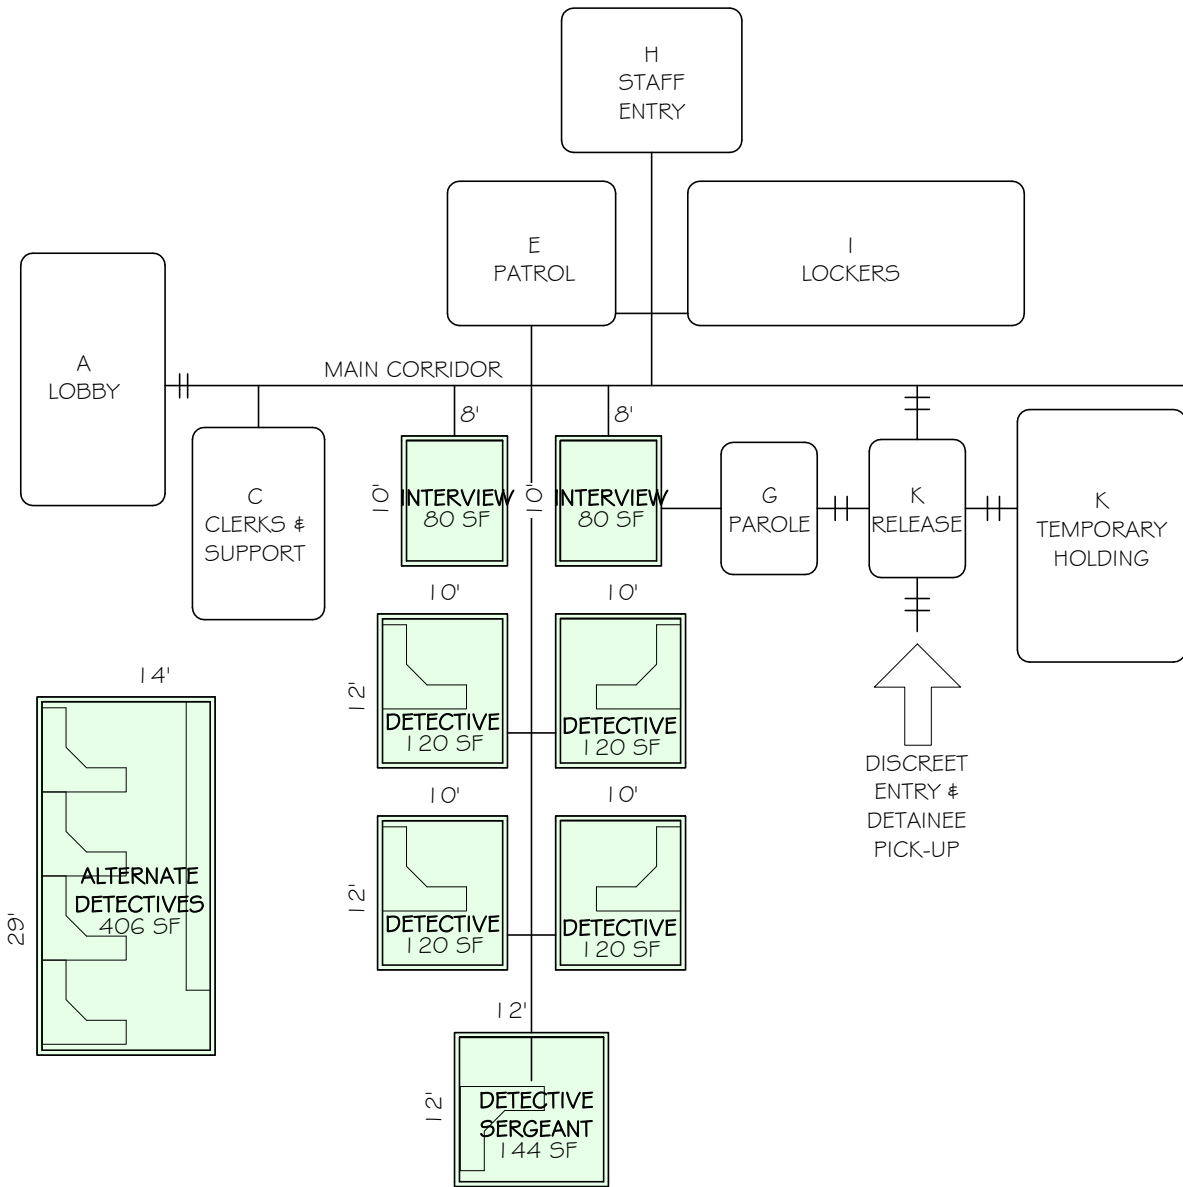 H
STAFF
ENTRY
E
PATROL
I
LOCKERS
A
LOBBY
MAIN CORRIDOR
8'
8'
C
CLERKS &
SUPPORT
10'
INTERVIEW
80 SF
10'
INTERVIEW
80 SF
G
PAROLE
K
RELEASE
K
TEMPORARY
HOLDING
10'
10'
12'
DETECTIVE
120 SF
DETECTIVE
120 SF
14'
29'
ALTERNATE
DETECTIVES
406 SF
10'
10'
12'
DETECTIVE
120 SF
DETECTIVE
120 SF
DISCREET
ENTRY &
DETAINEE
PICK-UP
12'
12'
DETECTIVE
SERGEANT
144 SF